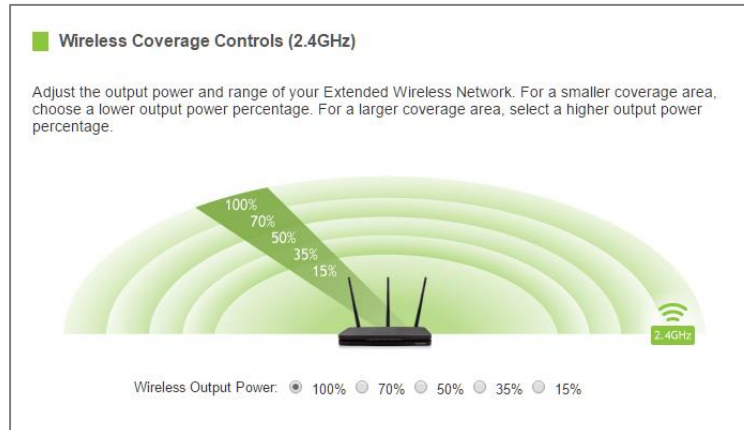 Wireless Coverage Controls (2.4GHz)
Adjust the output power and range of your Extended Wireless Network. For a smaller coverage area,
choose a lower output power percentage. For a larger coverage area, select a higher output power
percentage.
100%
70%
50%
35%
15%
2.4GHz
Wireless Output Power: 100% 70% 50% 35% 15%